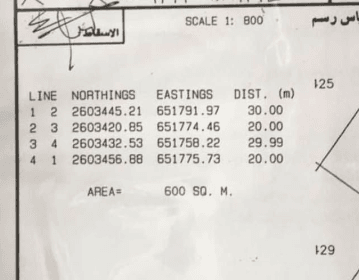 SCALE 1: 800
رسم
الاسقاط
LINE NORTHINGS EASTINGS DIST. (m)
1 2 2603445.21 651791.97 30.00
2 3 2603420.85 651774.46 20.00
3 4 2603432.53 651758.22 29.99
4 1 2603456.88 651775.73 20.00
AREA= 600 SQ. M.
125
129